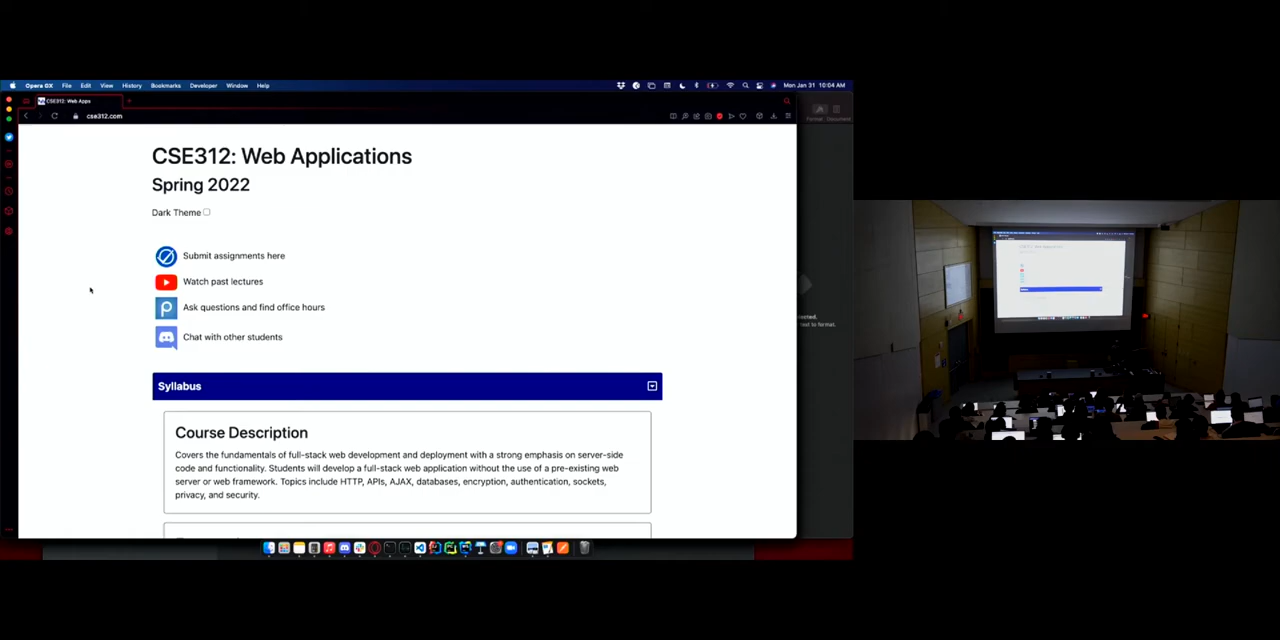 Opera GX File Edit View History Bookmarks Developer Window Help Mon Jan 31 10:04 AM
CSE312: Web Apps
cse312.com
Format Document
CSE312: Web Applications
Spring 2022
Dark Theme
Submit assignments here
Watch past lectures
Ask questions and find office hours
Chat with other students
Syllabus
Course Description
Covers the fundamentals of full-stack web development and deployment with a strong emphasis on server-side
code and functionality. Students will develop a full-stack web application without the use of a pre-existing web
server or web framework. Topics include HTTP, APIs, AJAX, databases, encryption, authentication, sockets,
privacy, and security.